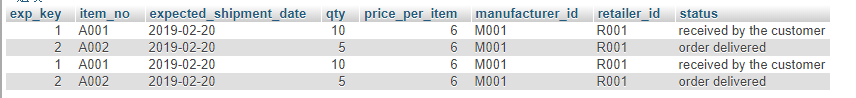 exp_key item_no expected_shipment_date qty price_per_item manufacturer_id retailer_id status
1 A001 2019-02-20 10 6 M001 R001 received by the customer
2 A002 2019-02-20 5 6 M001 R001 order delivered
1 A001 2019-02-20 10 6 M001 R001 received by the customer
2 A002 2019-02-20 5 6 M001 R001 order delivered